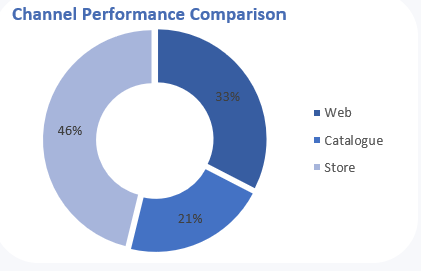 Channel Performance Comparison
33%
46%
21%
Web
Catalogue
Store